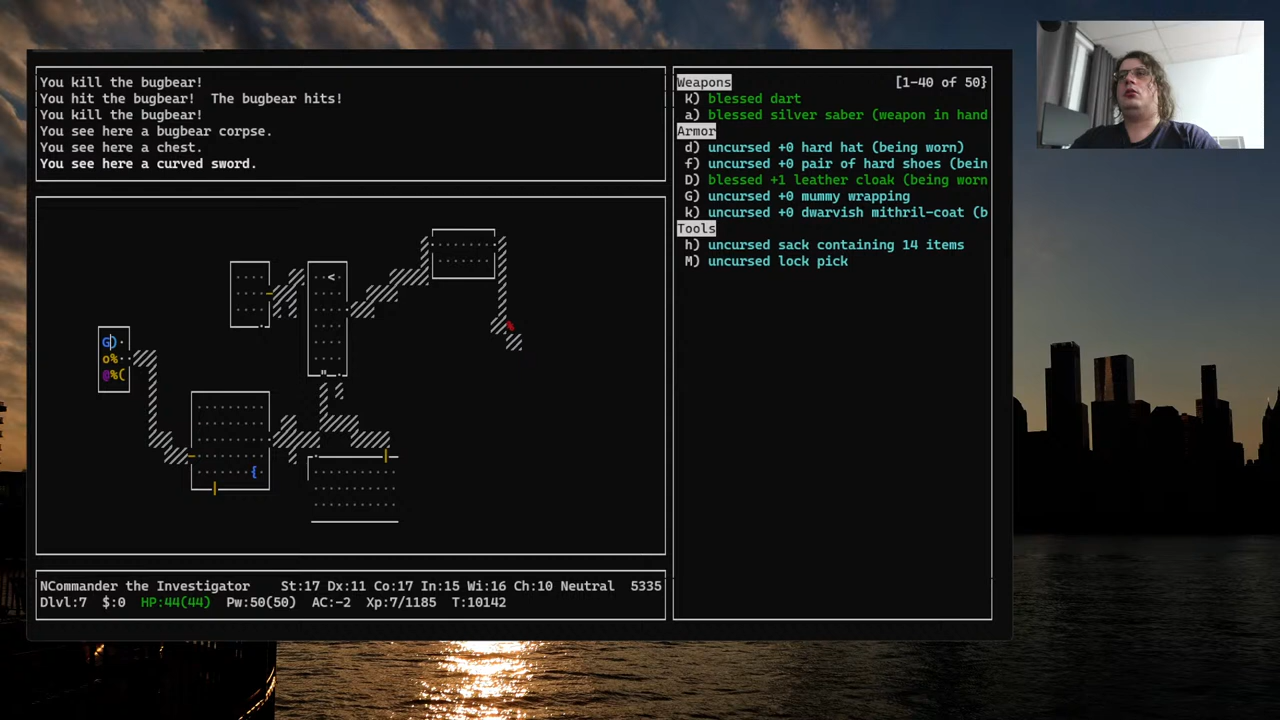 You kill the bugbear!
You hit the bugbear!  The bugbear hits!
You kill the bugbear!
You see here a bugbear corpse.
You see here a chest.
You see here a curved sword.
Weapons [1-40 of 50}
K) blessed dart
a) blessed silver saber (weapon in hand
Armor
d) uncursed +0 hard hat (being worn)
f) uncursed +0 pair of hard shoes (bein
D) blessed +1 leather cloak (being worn
G) uncursed +0 mummy wrapping
k) uncursed +0 dwarvish mithril-coat (b
Tools
h) uncursed sack containing 14 items
M) uncursed lock pick
NCommander the Investigator St:17 Dx:11 Co:17 In:15 Wi:16 Ch:10 Neutral 5335
Dlvl:7 $:0 HP:44(44) Pw:50(50) AC:-2 Xp:7/1185 T:10142